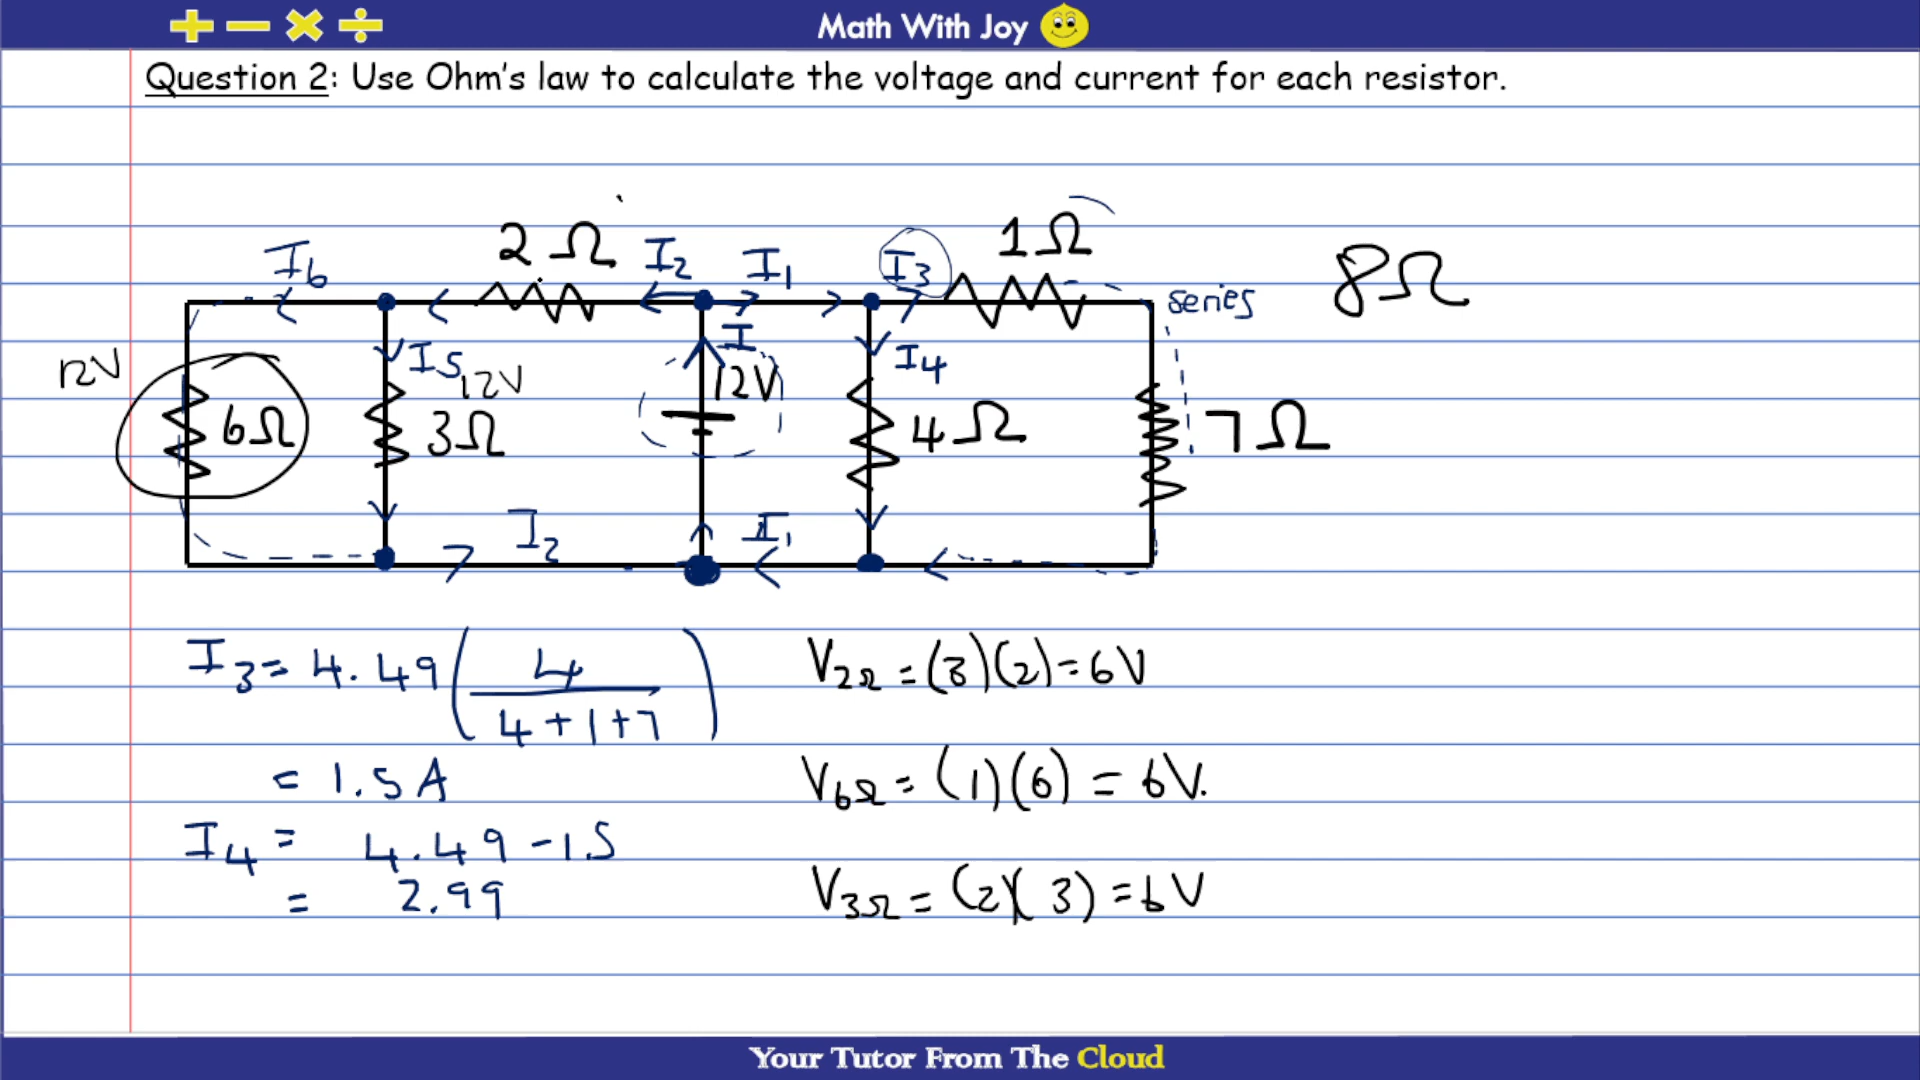 Math With Joy
Question 2: Use Ohm's law to calculate the voltage and current for each resistor.
I6 2 Ω I2 I1 I3 1Ω 8Ω
series
I
12V I5 12V 12V I4
6Ω 3Ω 4Ω 7Ω
I2 I1
I3 = 4.49 ( 4 / 4+1+7 )
= 1.5 A
I4 = 4.49 - 1.5
= 2.99
V2Ω = (3)(2) = 6V
V6Ω = (1)(6) = 6V.
V3Ω = (2)(3) = 6V
Your Tutor From The Cloud